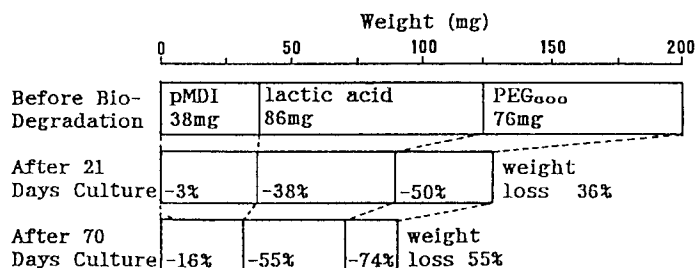 Weight (mg)
0 50 100 150 200
Before Bio- pMDI lactic acid PEG₆₀₀
Degradation 38mg 86mg 76mg
After 21 weight
Days Culture -3% -38% -50% loss 36%
After 70 weight
Days Culture -16% -55% -74% loss 55%